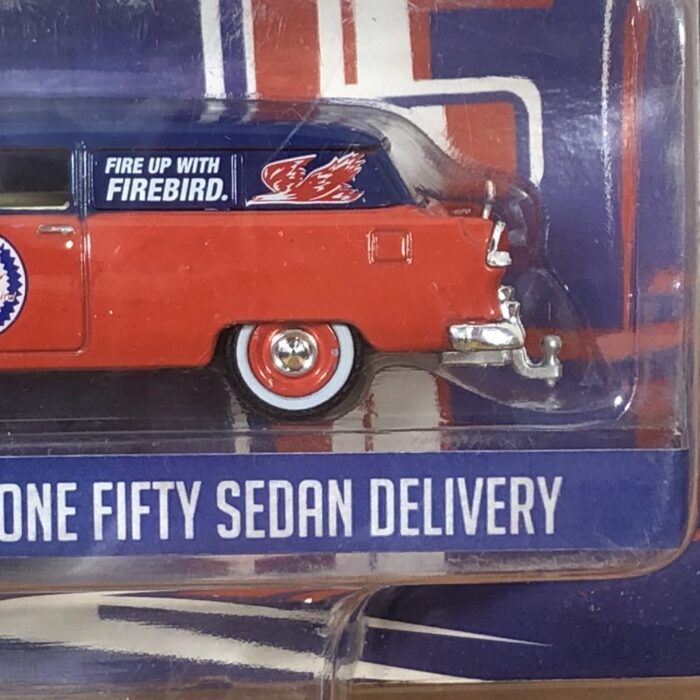 FIRE UP WITH
FIREBIRD.
ONE FIFTY SEDAN DELIVERY